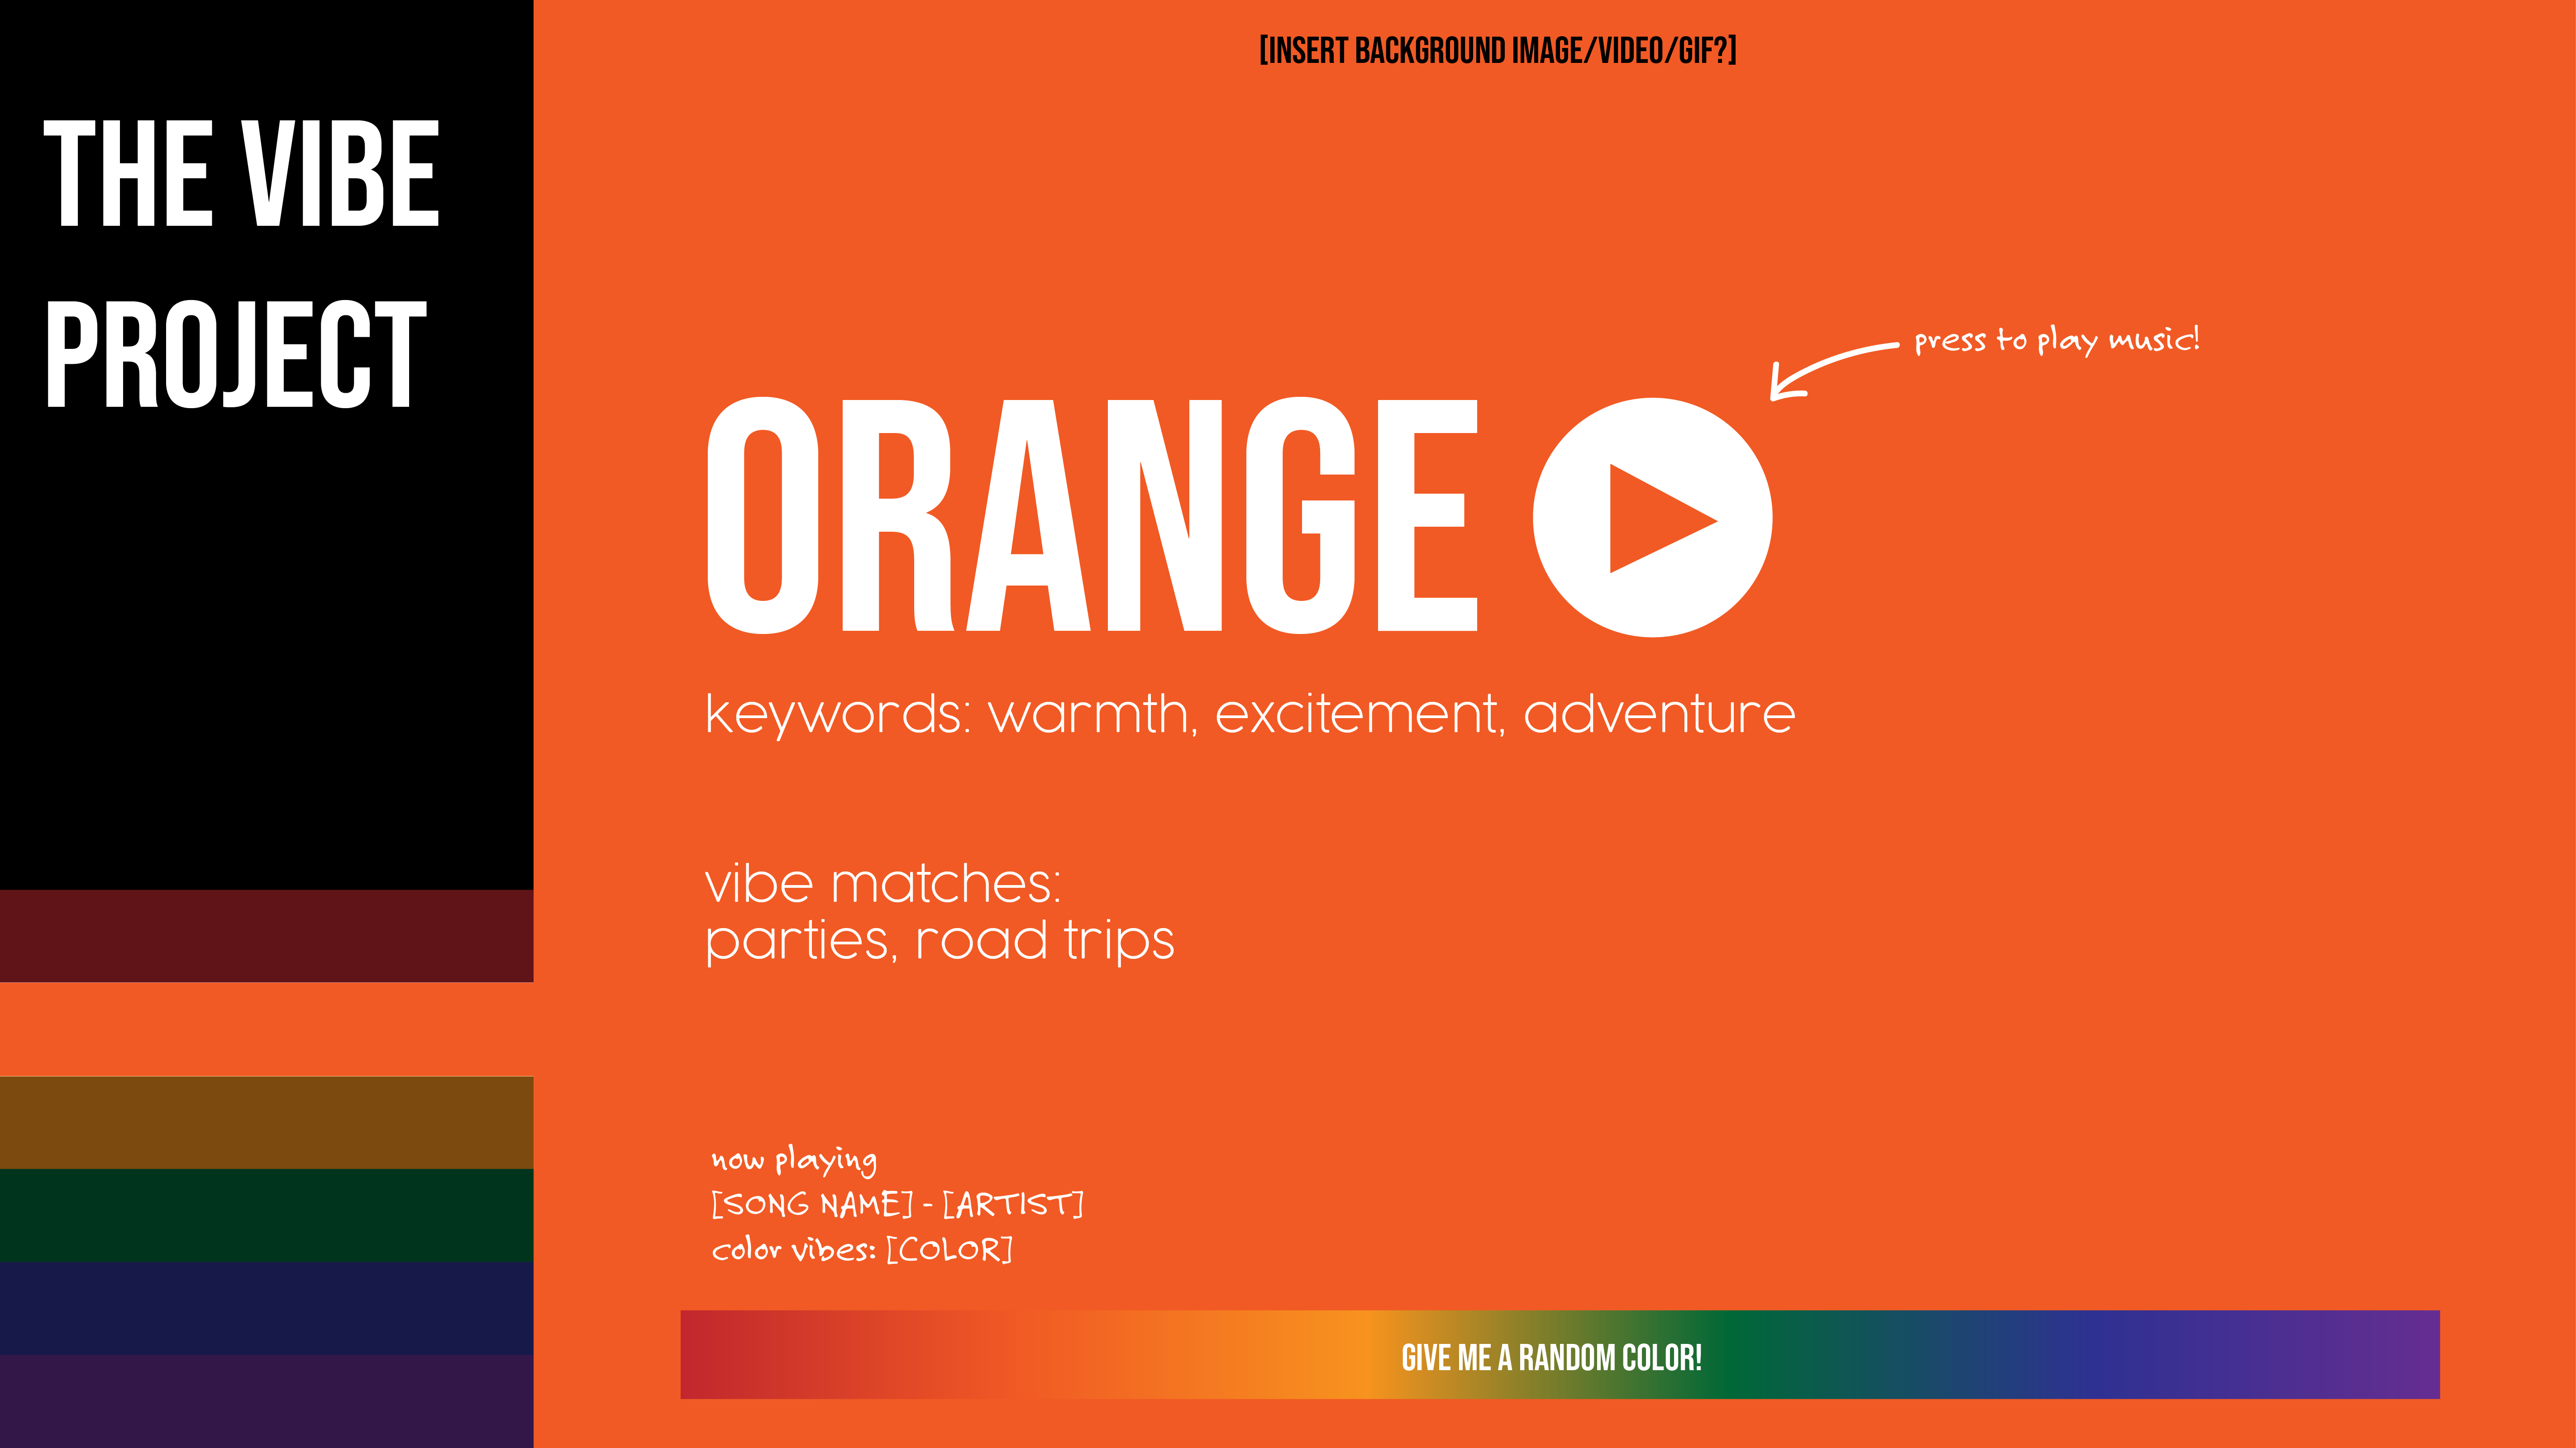 THE VIBE
PROJECT
[INSERT BACKGROUND IMAGE/VIDEO/GIF?]
press to play music!
ORANGE
keywords: warmth, excitement, adventure
vibe matches:
parties, road trips
now playing
[SONG NAME] - [ARTIST]
color vibes: [COLOR]
GIVE ME A RANDOM COLOR!